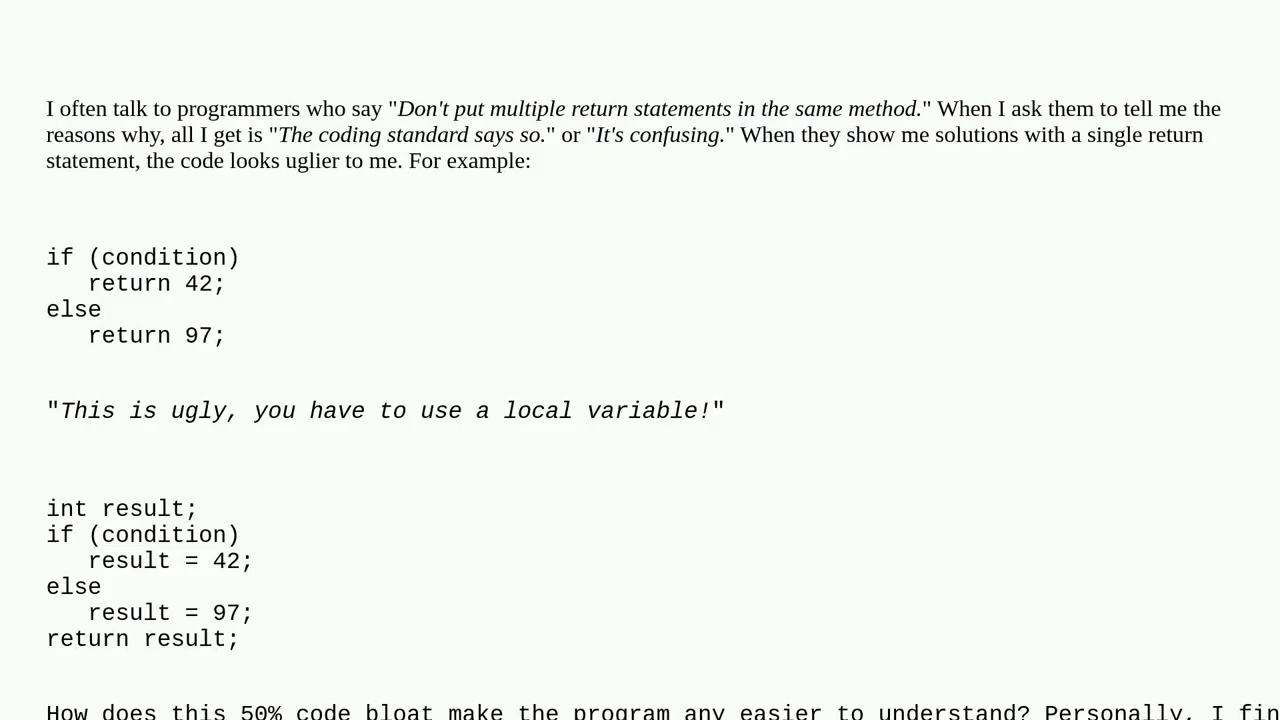 I often talk to programmers who say "Don't put multiple return statements in the same method." When I ask them to tell me the
reasons why, all I get is "The coding standard says so." or "It's confusing." When they show me solutions with a single return
statement, the code looks uglier to me. For example:
if (condition)
   return 42;
else
   return 97;
"This is ugly, you have to use a local variable!"
int result;
if (condition)
   result = 42;
else
   result = 97;
return result;
How does this 50% code bloat make the program any easier to understand? Personally, I fin